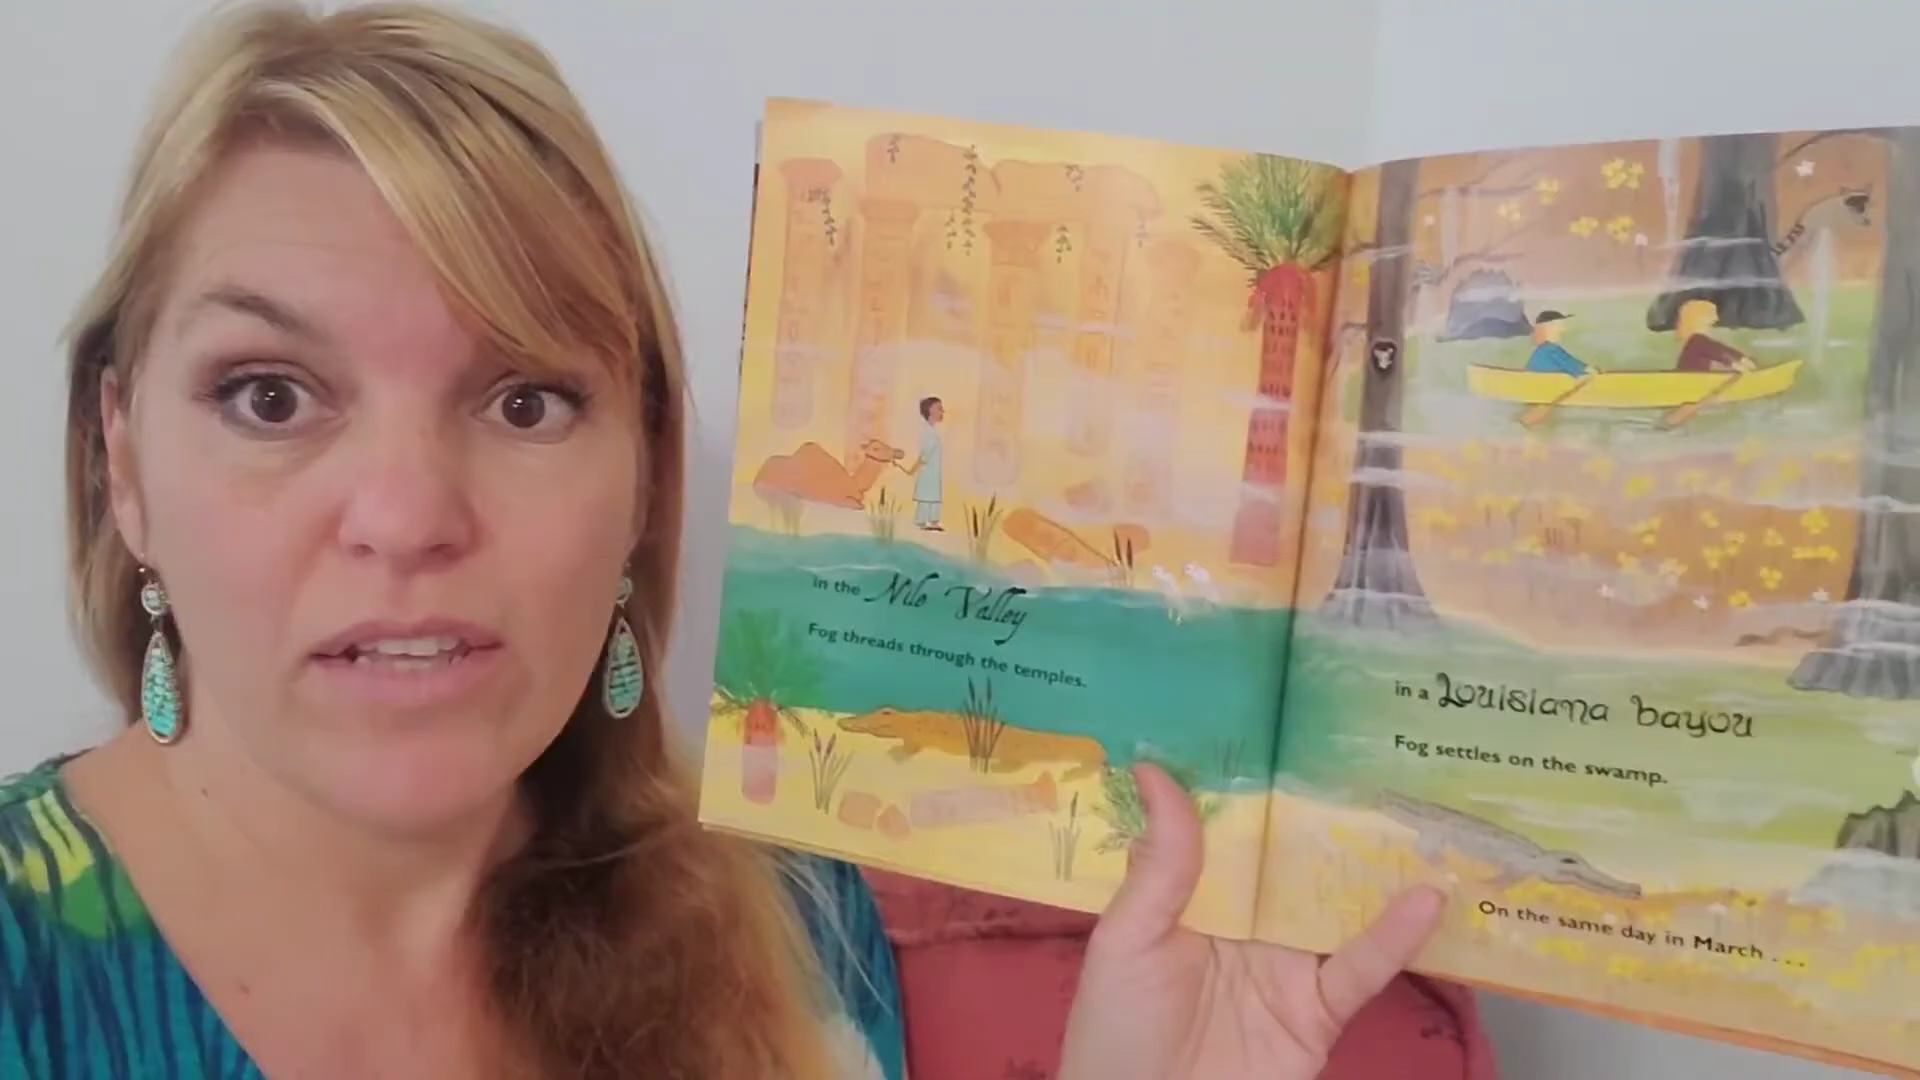 in the Nile Valley
Fog threads through the temples.
in a Louisiana bayou
Fog settles on the swamp.
On the same day in March . . .